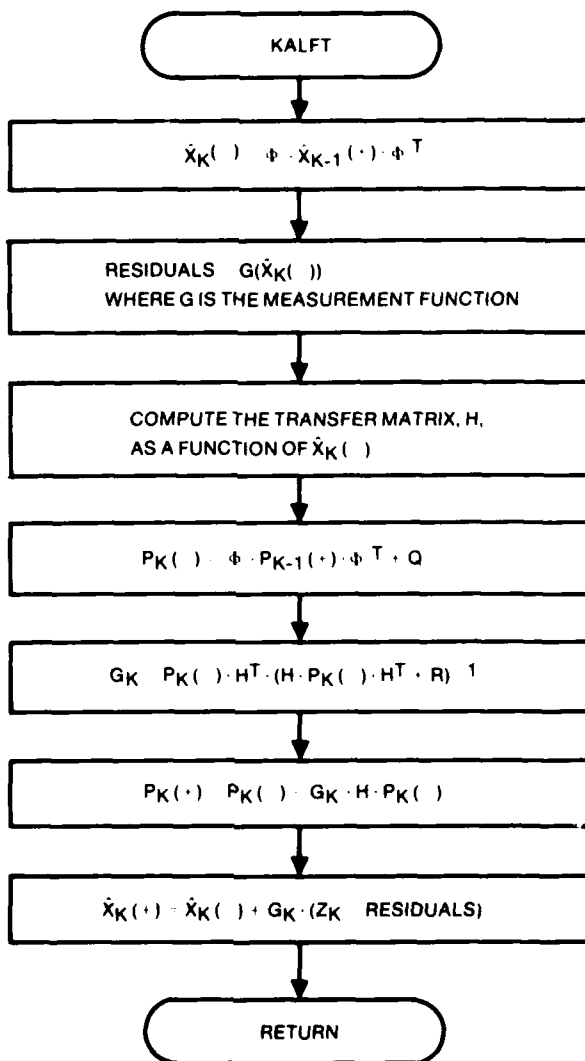 KALFT
X̂K( ) Φ · X̂K-1(+) · Φ T
RESIDUALS G(X̂K( ))
WHERE G IS THE MEASUREMENT FUNCTION
COMPUTE THE TRANSFER MATRIX, H,
AS A FUNCTION OF X̂K( )
PK( ) Φ · PK-1(+) · Φ T + Q
GK PK( ) · HT · (H · PK( ) · HT + R) 1
PK(+) PK( ) - GK · H · PK( )
X̂K(+) = X̂K( ) + GK · (ZK RESIDUALS)
RETURN